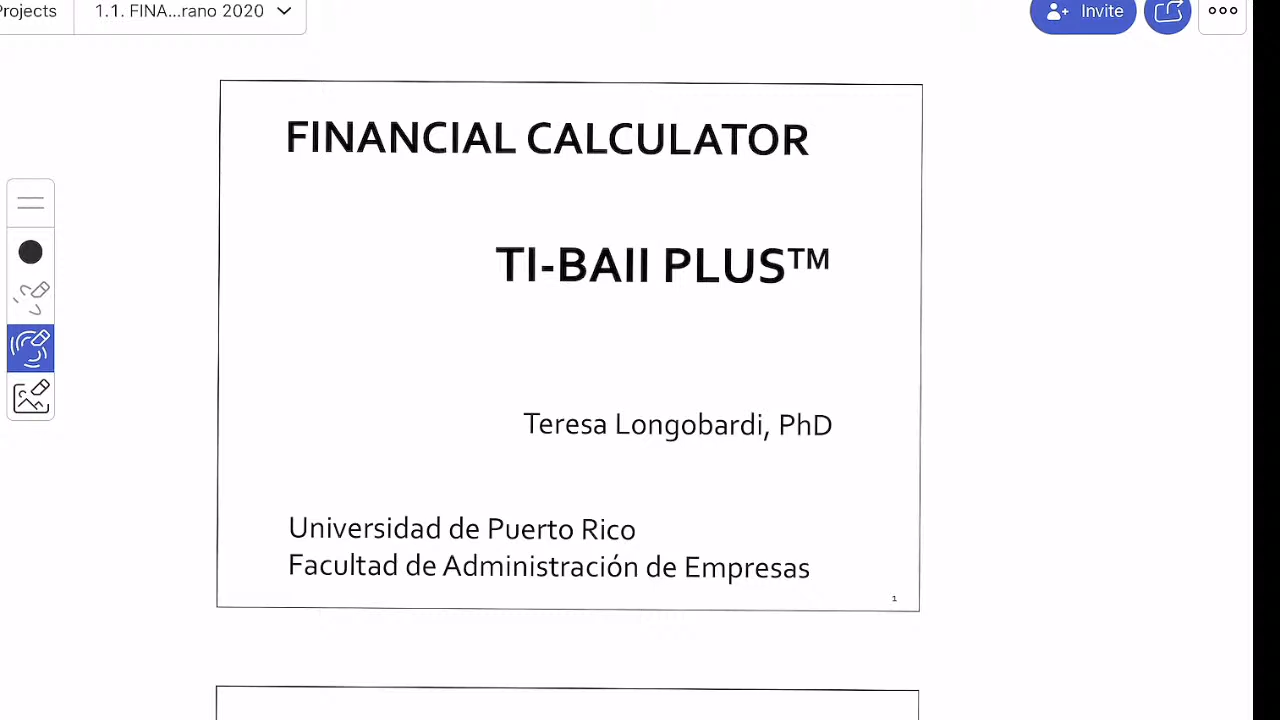 Projects
1.1. FINA...rano 2020
Invite
FINANCIAL CALCULATOR
TI-BAII PLUS™
Teresa Longobardi, PhD
Universidad de Puerto Rico
Facultad de Administración de Empresas
1